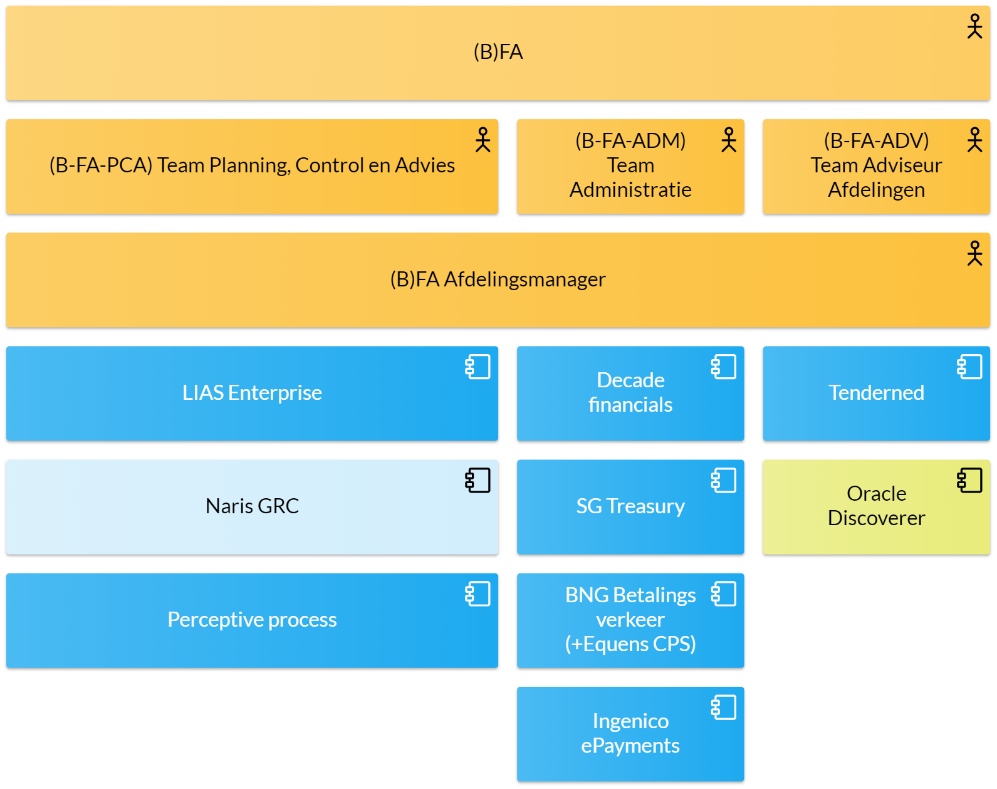 (B)FA
(B-FA-PCA) Team Planning, Control en Advies
(B-FA-ADM)
Team
Administratie
(B-FA-ADV)
Team Adviseur
Afdelingen
(B)FA Afdelingsmanager
LIAS Enterprise
Decade
financials
Tenderned
Naris GRC
SG Treasury
Oracle
Discoverer
Perceptive process
BNG Betalings
verkeer
(+Equens CPS)
Ingenico
ePayments